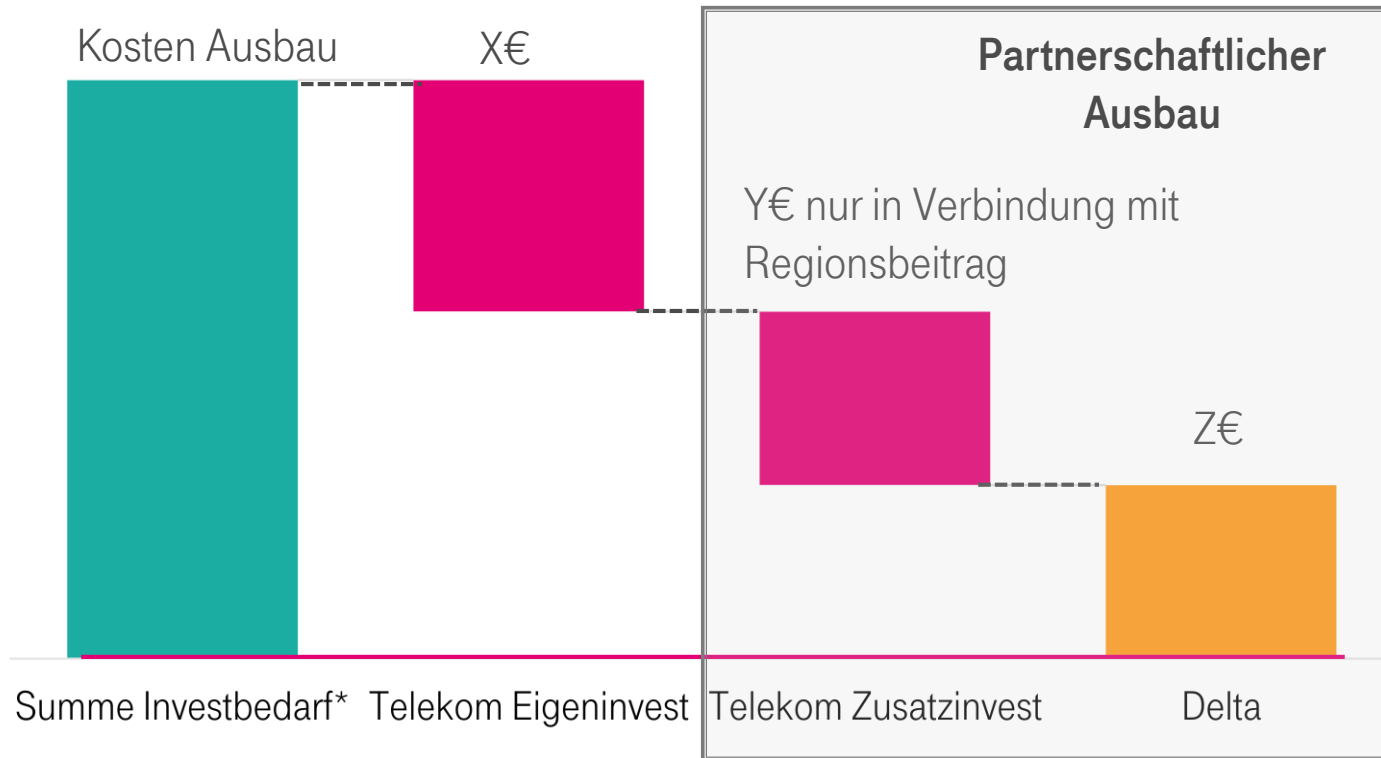 Kosten Ausbau
X€
Partnerschaftlicher
Ausbau
Y€ nur in Verbindung mit
Regionsbeitrag
Z€
Summe Investbedarf*
Telekom Eigeninvest
Telekom Zusatzinvest
Delta